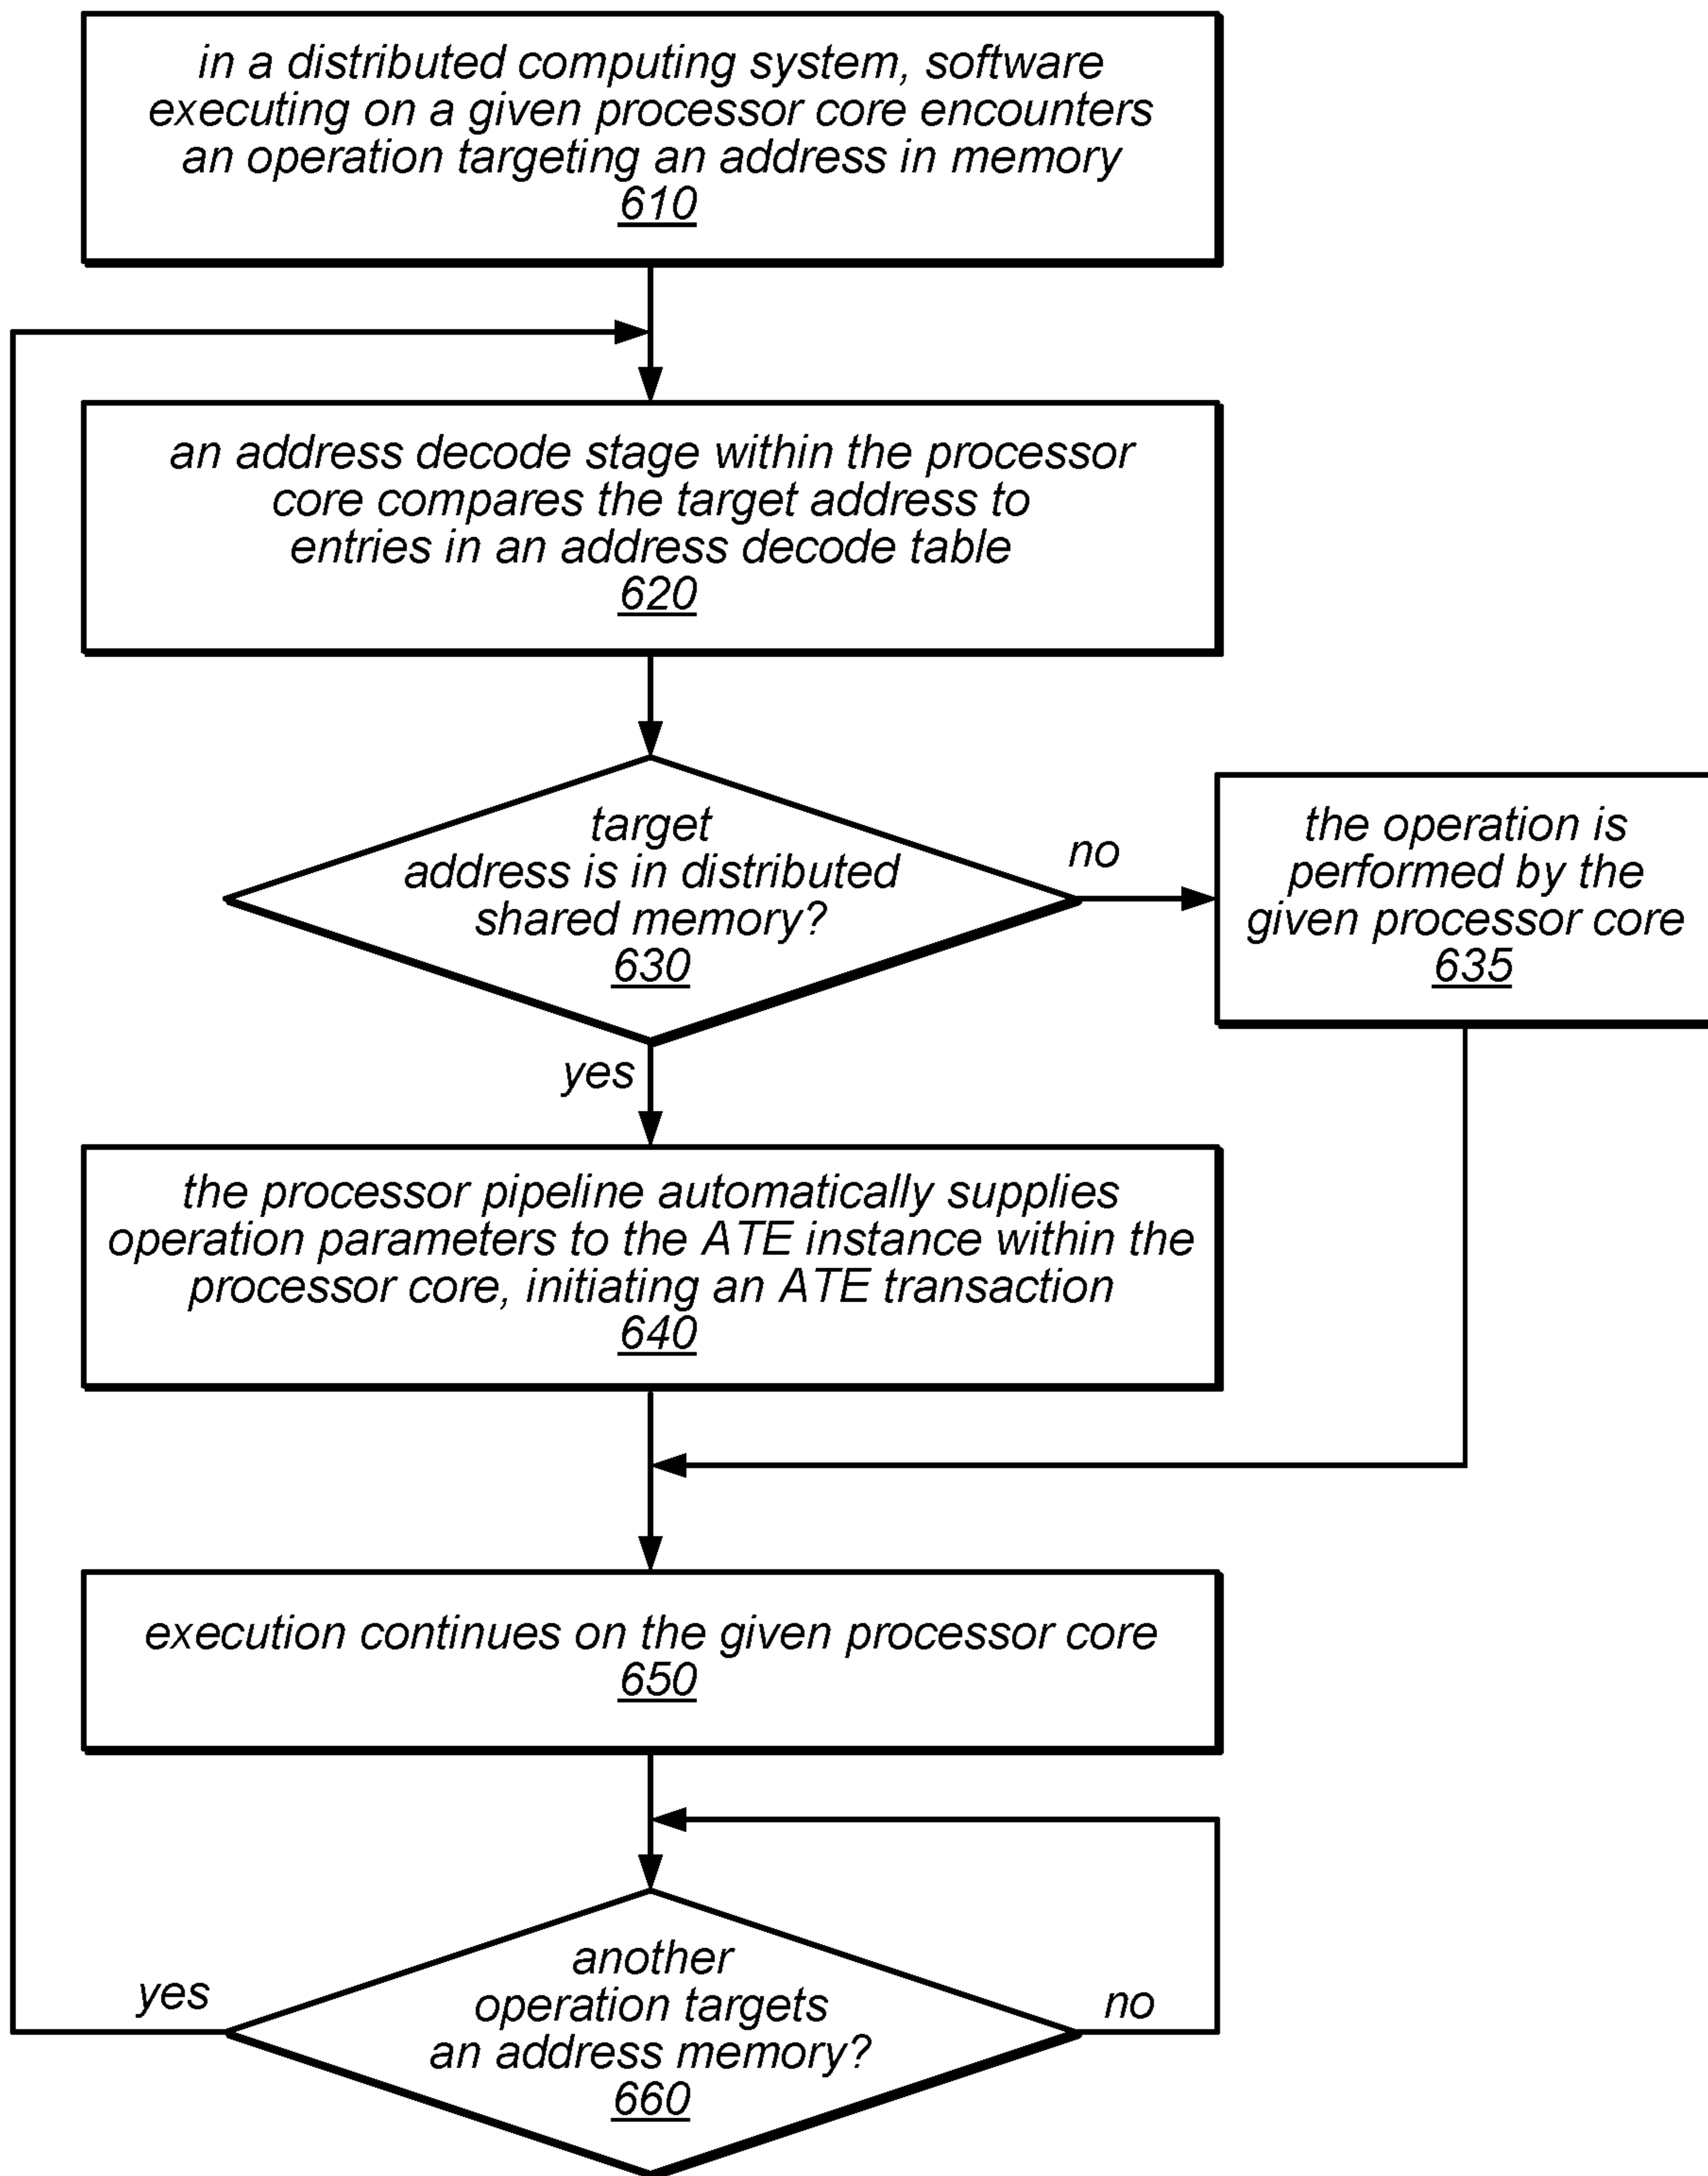 in a distributed computing system, software
executing on a given processor core encounters
an operation targeting an address in memory
610
an address decode stage within the processor
core compares the target address to
entries in an address decode table
620
target
address is in distributed
shared memory?
630
no
the operation is
performed by the
given processor core
635
yes
the processor pipeline automatically supplies
operation parameters to the ATE instance within the
processor core, initiating an ATE transaction
640
execution continues on the given processor core
650
another
operation targets
an address memory?
660
yes
no